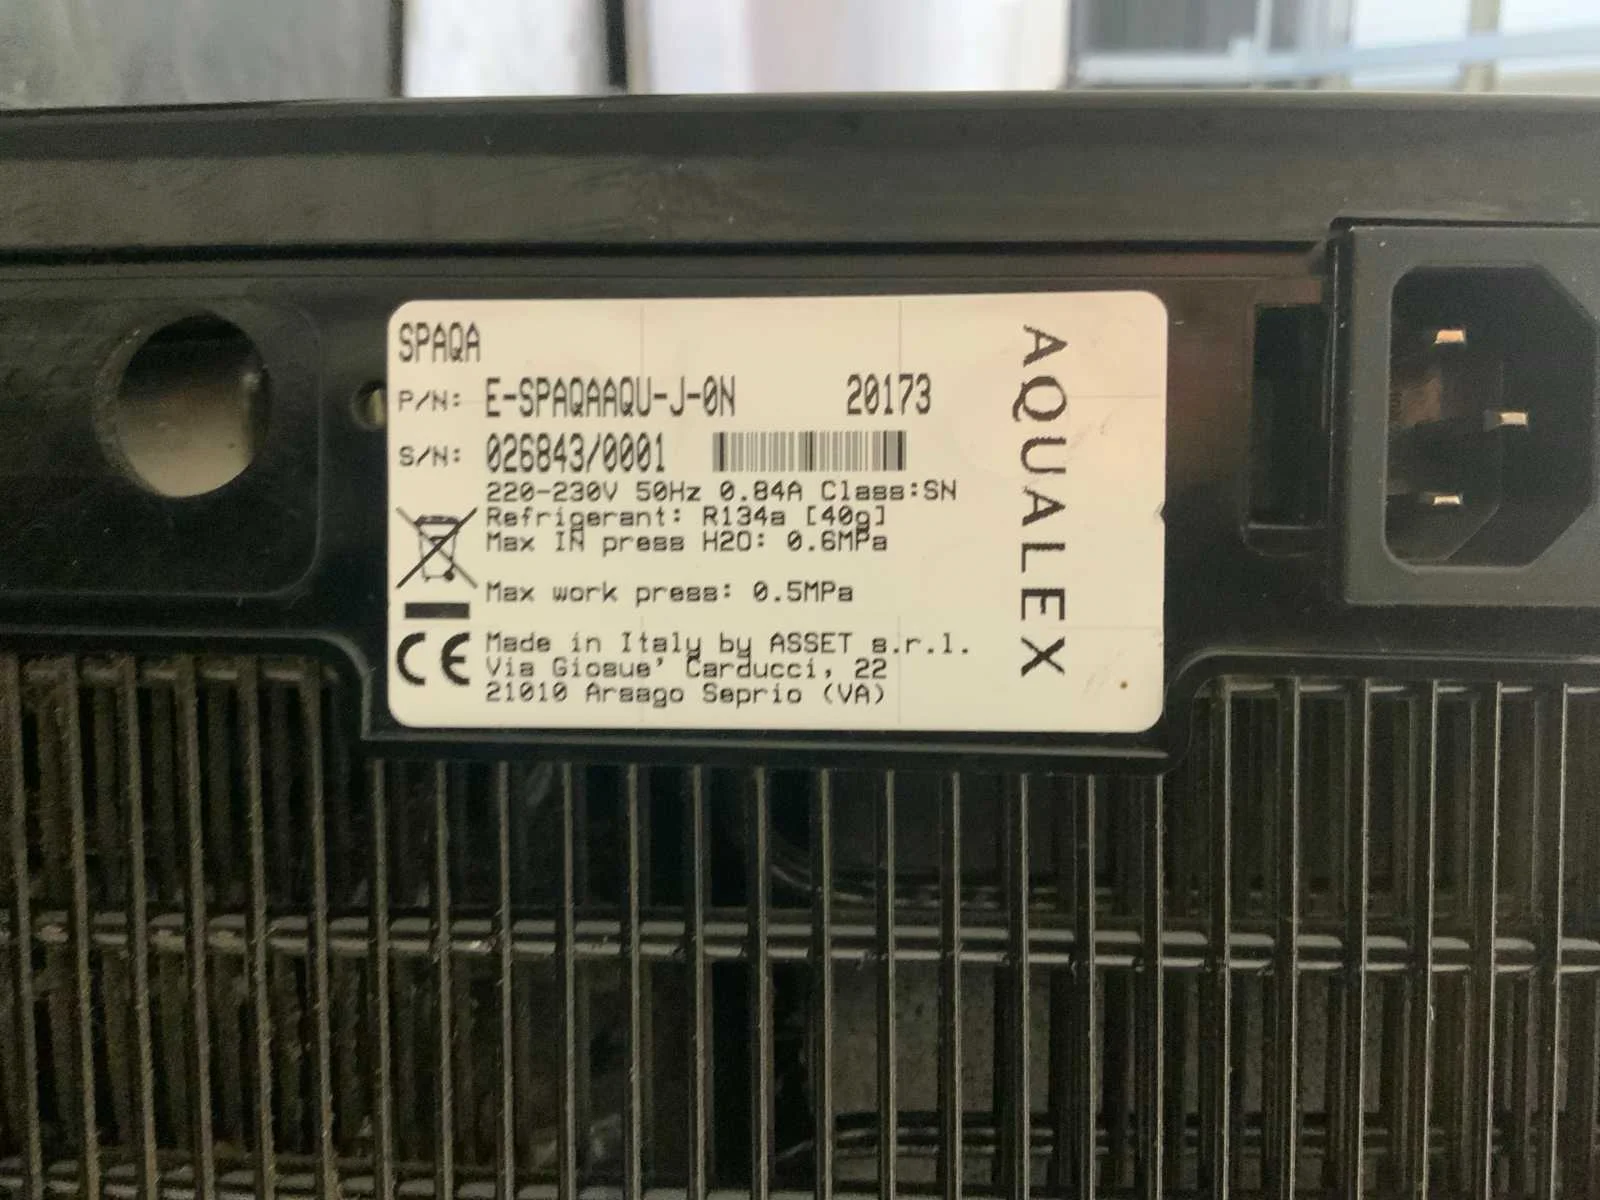 SPAQA
P/N: E-SPAQAAQU-J-0N 20173
S/N: 026843/0001
220-230V 50Hz 0.84A Class:SN
Refrigerant: R134a [40g]
Max IN press H2O: 0.6MPa
Max work press: 0.5MPa
CE Made in Italy by ASSET s.r.l.
Via Giosue' Carducci, 22
21010 Arsago Seprio (VA)
AQUALEX